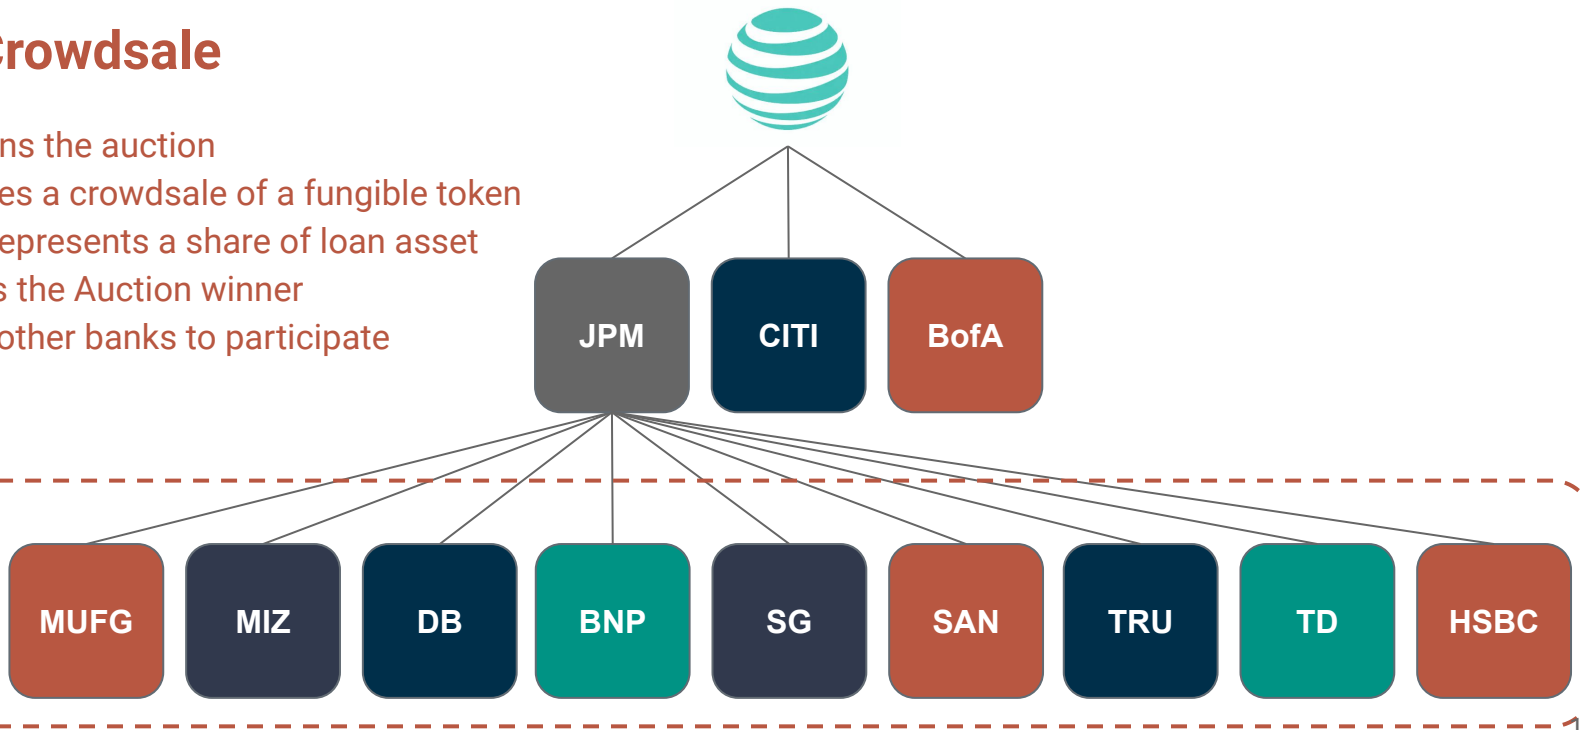 Crowdsale
ns the auction
es a crowdsale of a fungible token
epresents a share of loan asset
s the Auction winner
other banks to participate
JPM
CITI
BofA
MUFG
MIZ
DB
BNP
SG
SAN
TRU
TD
HSBC